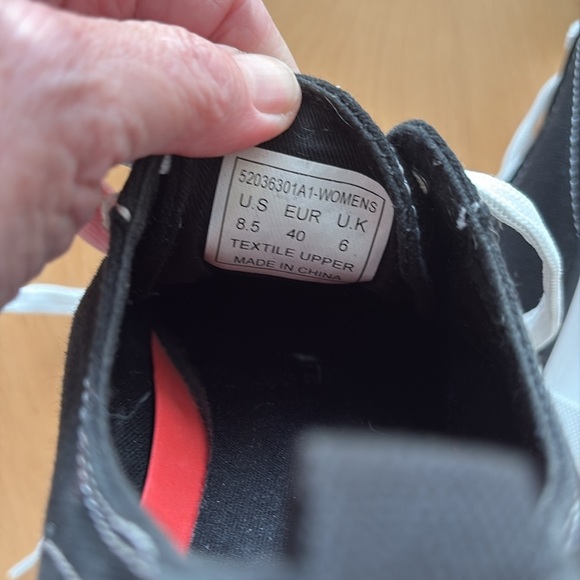 52036301A1-WOMENS
U.S EUR U.K
8.5 40 6
TEXTILE UPPER
MADE IN CHINA